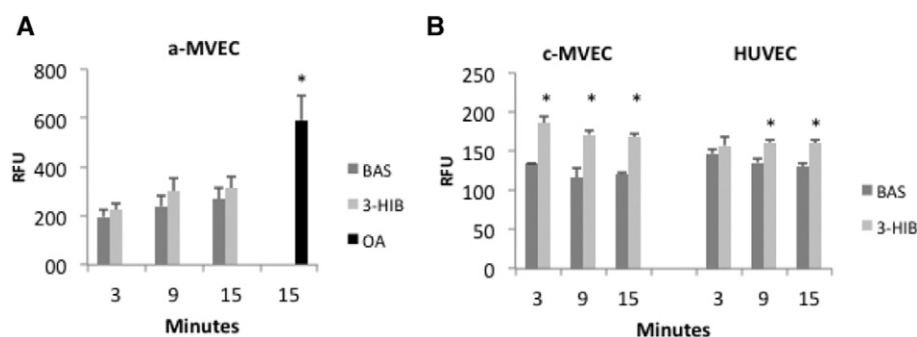 A
a-MVEC
800
600
400
200
00
RFU
*
3 9 15 15
Minutes
BAS
3-HIB
OA
B
c-MVEC HUVEC
250
200
150
100
50
0
RFU
* * * * *
3 9 15 3 9 15
Minutes
BAS
3-HIB